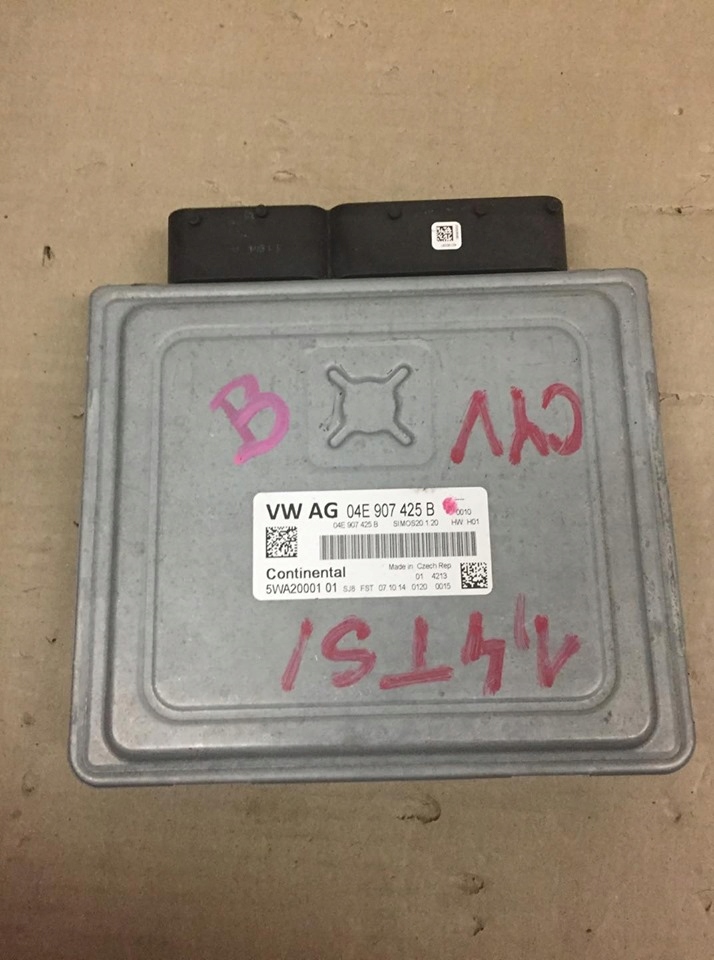 B
CYV
VW AG 04E 907 425 B 0010
04E 907 425 B SIMOS20.1.20 HW H01
Made in Czech Rep
Continental 01 4213
5WA20001 01 SJ8 FST 07.10.14 0120 0015
1,4TSI